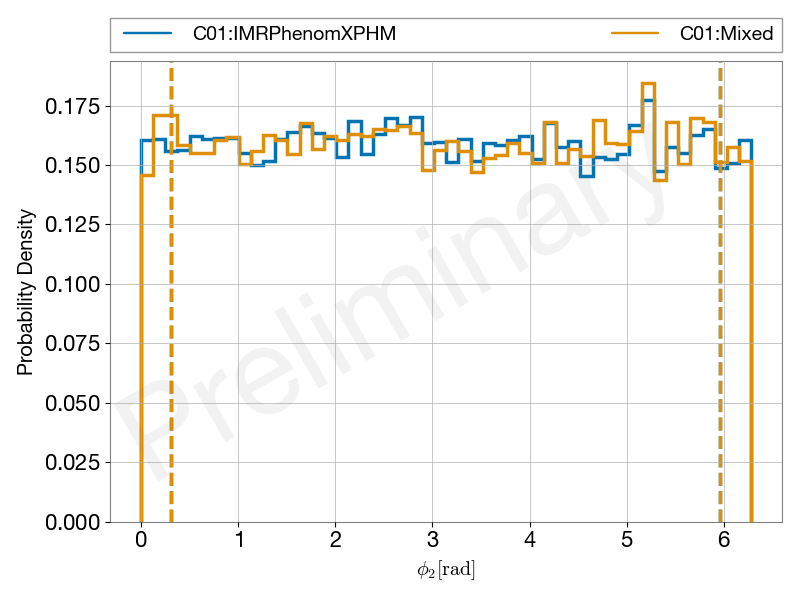 C01:IMRPhenomXPHM C01:Mixed
0.175
0.150
0.125
0.100
0.075
0.050
0.025
0.000
Probability Density
Preliminary
0 1 2 3 4 5 6
ϕ₂[rad]